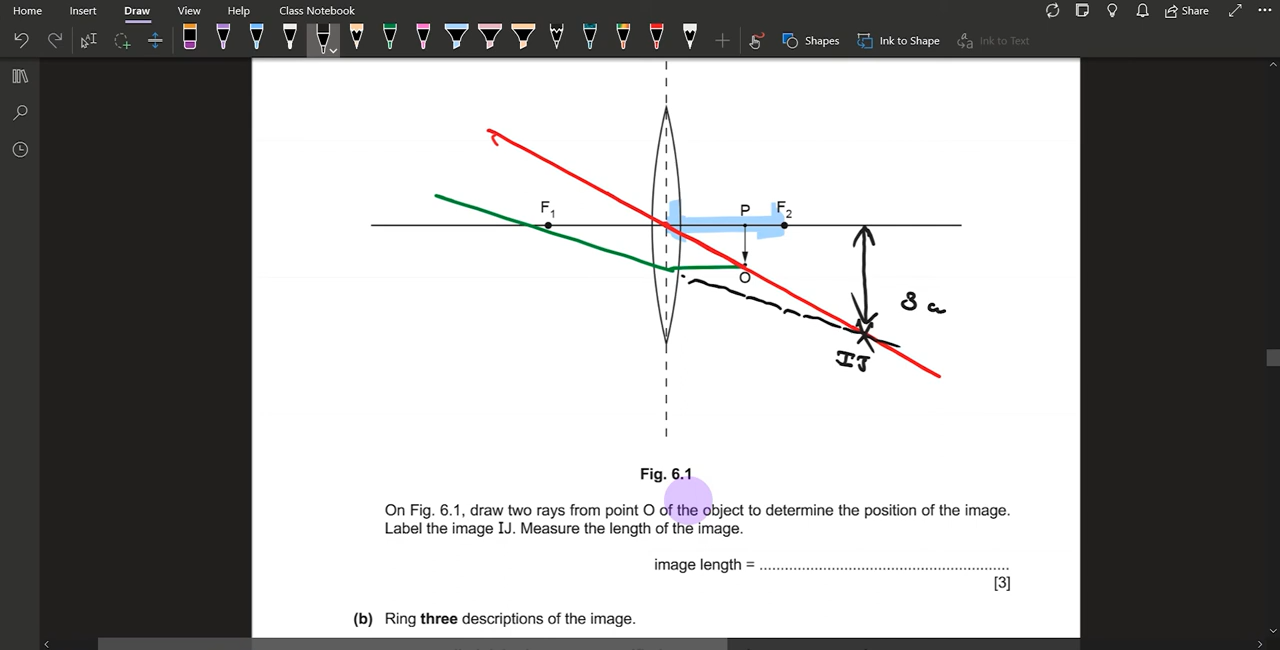 Home Insert Draw View Help Class Notebook Share
Shapes Ink to Shape Ink to Text
F1 P F2
O
8
IJ
Fig. 6.1
On Fig. 6.1, draw two rays from point O of the object to determine the position of the image.
Label the image IJ. Measure the length of the image.
image length = ............................................................
[3]
(b) Ring three descriptions of the image.